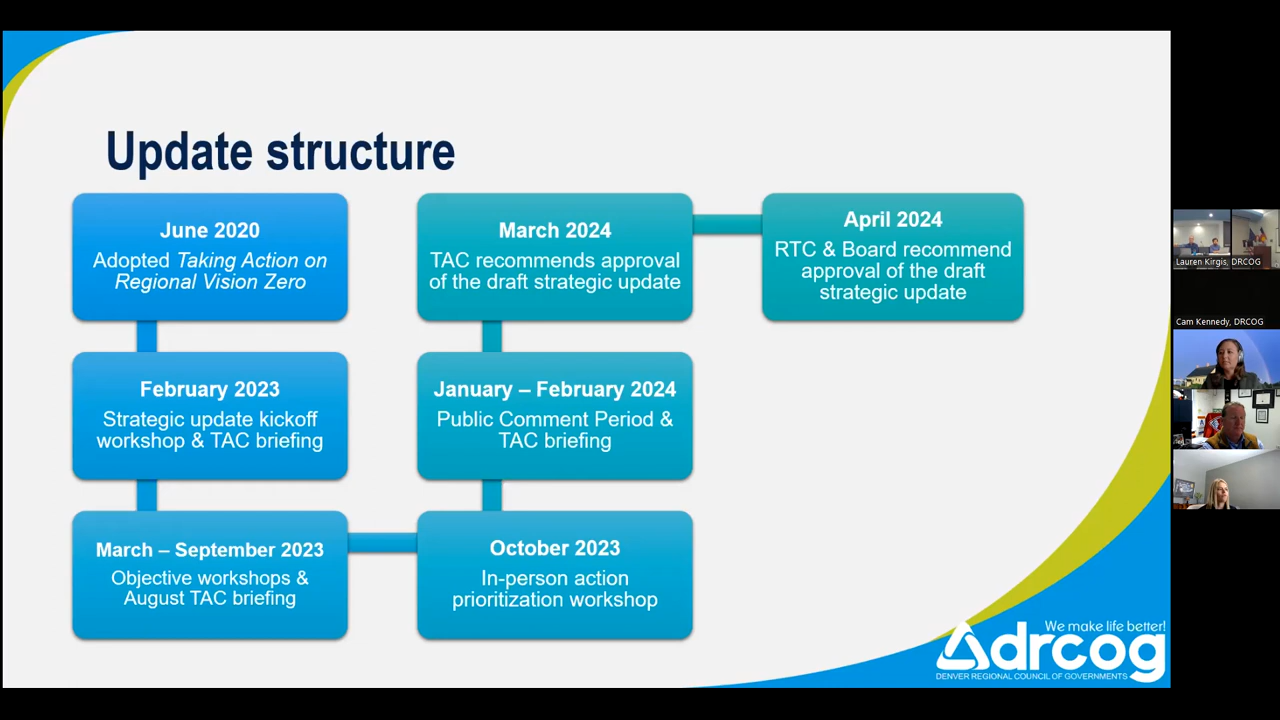 Update structure
June 2020
Adopted Taking Action on
Regional Vision Zero
February 2023
Strategic update kickoff
workshop & TAC briefing
March – September 2023
Objective workshops &
August TAC briefing
October 2023
In-person action
prioritization workshop
January – February 2024
Public Comment Period &
TAC briefing
March 2024
TAC recommends approval
of the draft strategic update
April 2024
RTC & Board recommend
approval of the draft
strategic update
We make life better!
drcog
DENVER REGIONAL COUNCIL OF GOVERNMENTS
Lauren Kirgis, DRCOG
Cam Kennedy, DRCOG